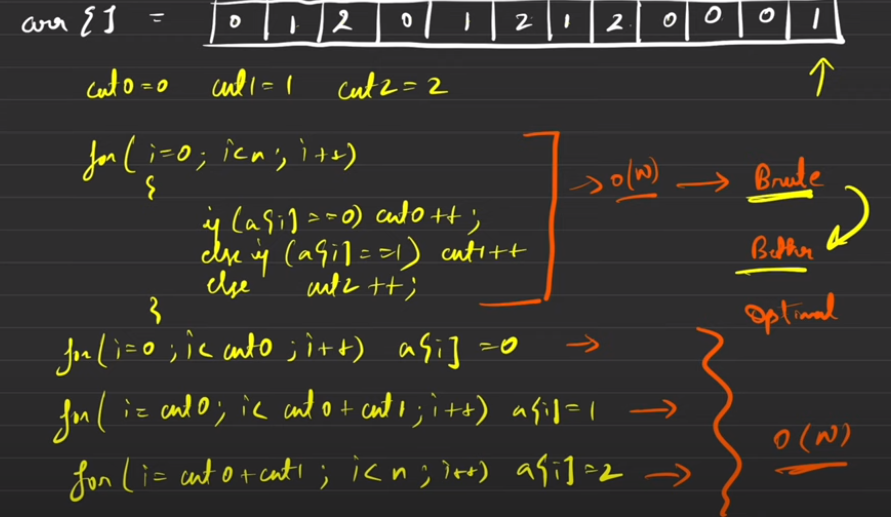 arr [ ] = 0 1 2 0 1 2 1 2 0 0 0 1
cnt0 = 0 cnt1 = 1 cnt2 = 2
for( i=0 ; i<n ; i++)
{
→ O(N) → Brute
if (a[i] == 0) cnt0 ++ ;
else if (a[i] == 1) cnt1 ++
Better
else cnt2 ++ ;
}
Optimal
for( i=0 ; i< cnt0 ; i++) a[i] = 0 →
for( i= cnt0 ; i< cnt0 + cnt1 ; i++) a[i] = 1 →
O(N)
for( i= cnt0 + cnt1 ; i< n ; i++) a[i] = 2 →